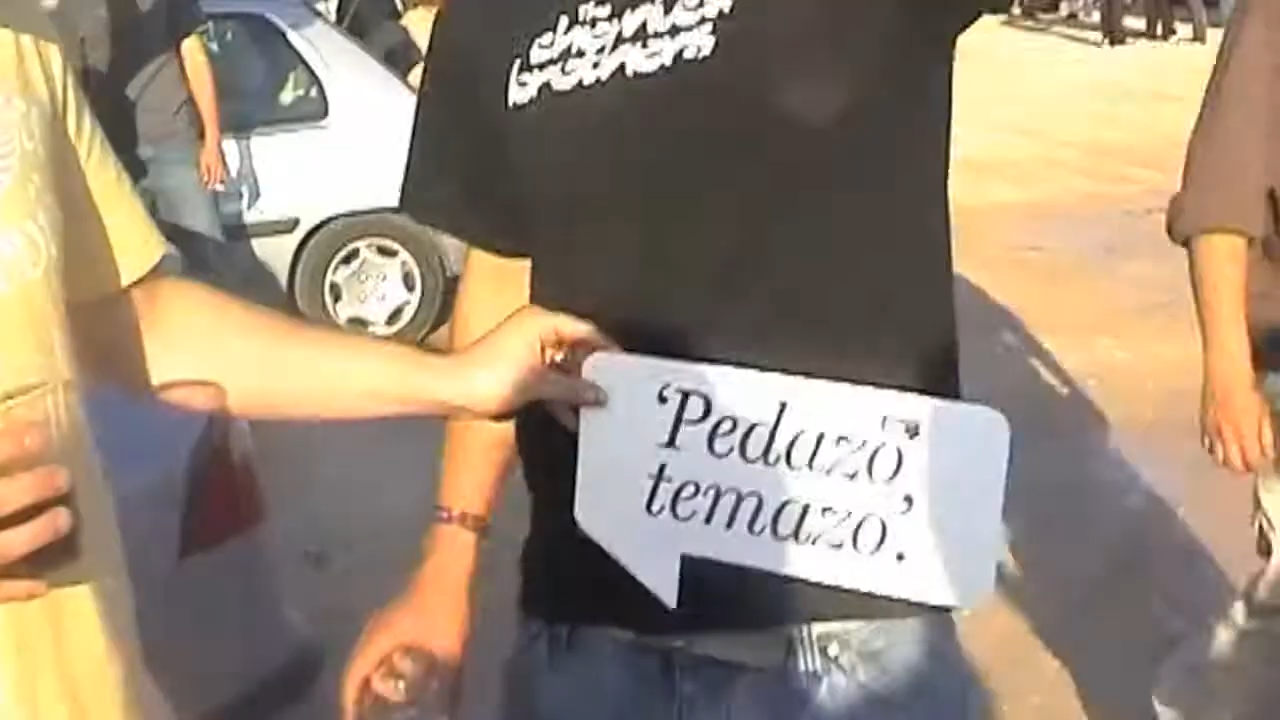 The
chemical
brothers
‘Pedazo
temazo’.